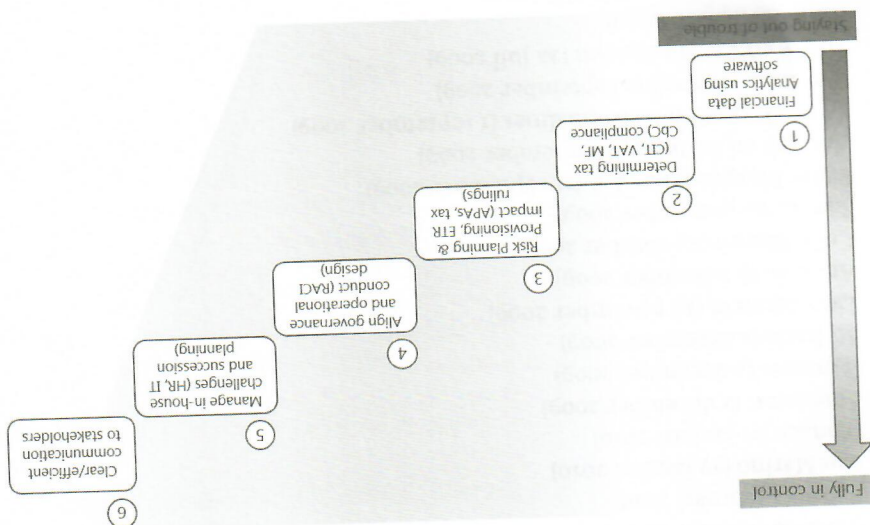 Fully in control
6
Clear/efficient
communication
to stakeholders
5
Manage in-house
challenges (HR, IT
and succession
planning)
4
Align governance
and operational
conduct (RACI
design)
3
Risk Planning &
Provisioning, ETR
impact (APAs, tax
rulings)
2
Determining tax
(CIT, VAT, MF,
CbC) compliance
1
Financial data
Analytics using
software
Staying out of trouble